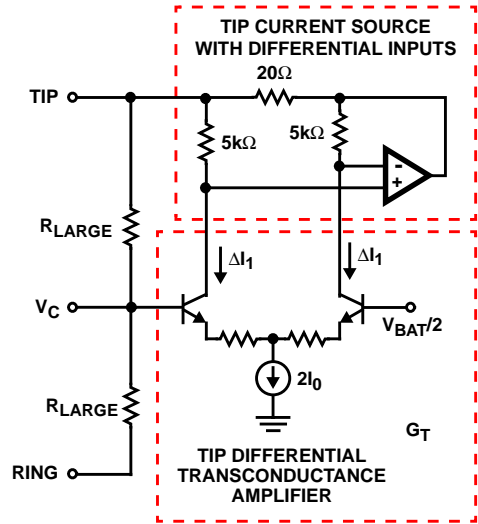 TIP CURRENT SOURCE
WITH DIFFERENTIAL INPUTS
20Ω
TIP
5kΩ
5kΩ
-
+
RLARGE
ΔI1
ΔI1
VC
VBAT/2
RLARGE
2I0
GT
RING
TIP DIFFERENTIAL
TRANSCONDUCTANCE
AMPLIFIER